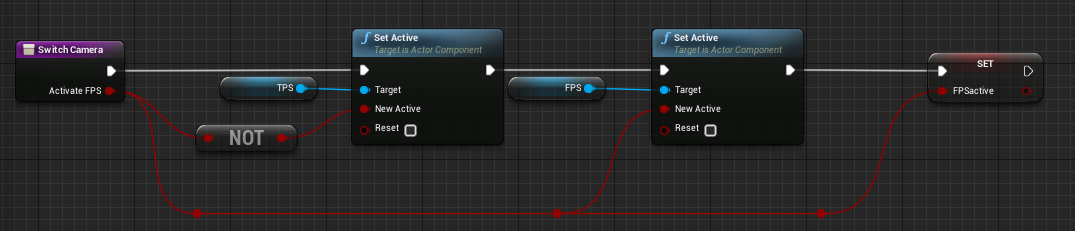 Switch Camera
Activate FPS
NOT
TPS
Set Active
Target is Actor Component
Target
New Active
Reset
FPS
Set Active
Target is Actor Component
Target
New Active
Reset
SET
FPSactive